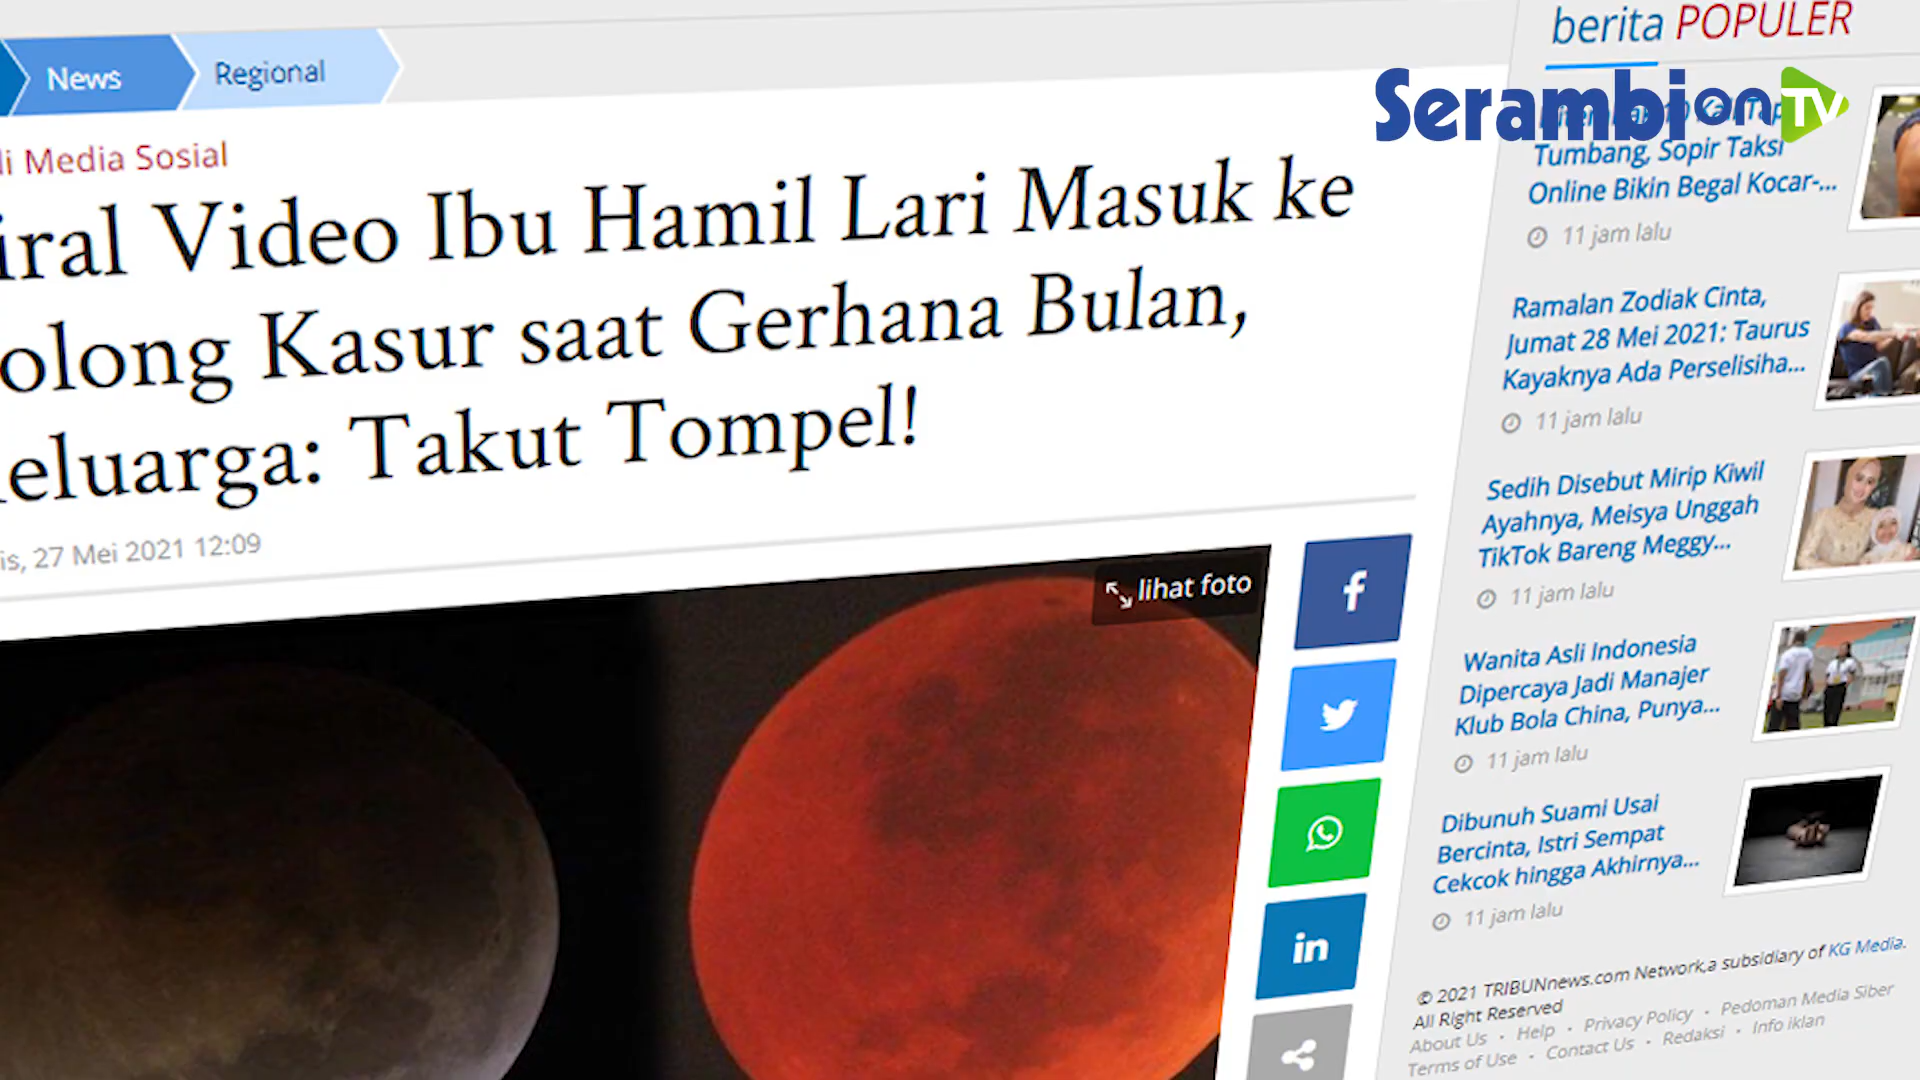 News
Regional
di Media Sosial
iral Video Ibu Hamil Lari Masuk ke
olong Kasur saat Gerhana Bulan,
eluarga: Takut Tompel!
is, 27 Mei 2021 12:09
lihat foto
berita POPULER
Serambi on TV
Tumbang, Sopir Taksi
Online Bikin Begal Kocar-...
11 jam lalu
Ramalan Zodiak Cinta,
Jumat 28 Mei 2021: Taurus
Kayaknya Ada Perselisiha...
11 jam lalu
Sedih Disebut Mirip Kiwil
Ayahnya, Meisya Unggah
TikTok Bareng Meggy...
11 jam lalu
Wanita Asli Indonesia
Dipercaya Jadi Manajer
Klub Bola China, Punya...
11 jam lalu
Dibunuh Suami Usai
Bercinta, Istri Sempat
Cekcok hingga Akhirnya...
11 jam lalu
© 2021 TRIBUNnews.com Network,a subsidiary of KG Media.
All Right Reserved
About Us • Help • Privacy Policy • Pedoman Media Siber
Terms of Use • Contact Us • Redaksi • Info iklan